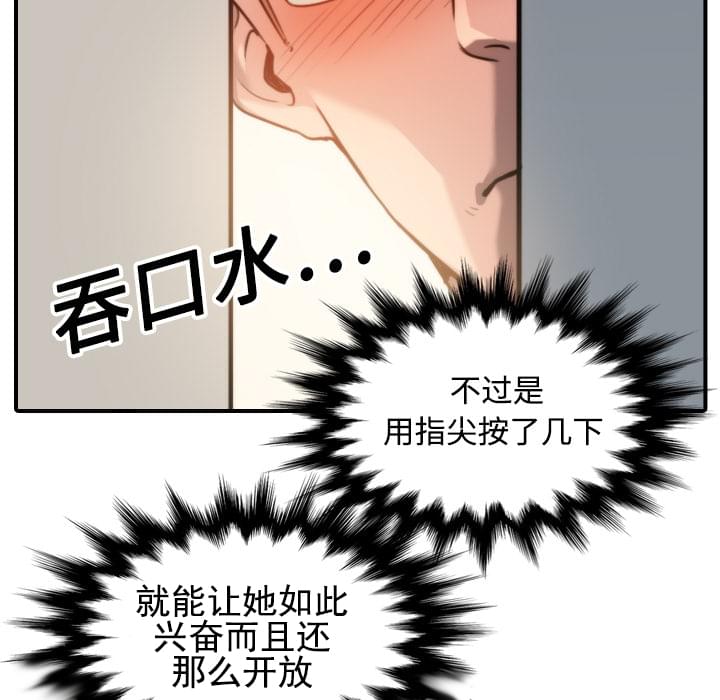 吞口水...
不过是
用指尖按了几下
就能让她如此
兴奋而且还
那么开放